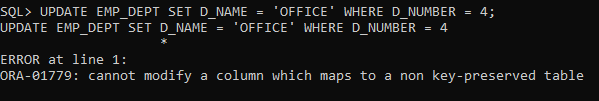 SQL> UPDATE EMP_DEPT SET D_NAME = 'OFFICE' WHERE D_NUMBER = 4;
UPDATE EMP_DEPT SET D_NAME = 'OFFICE' WHERE D_NUMBER = 4
                    *
ERROR at line 1:
ORA-01779: cannot modify a column which maps to a non key-preserved table